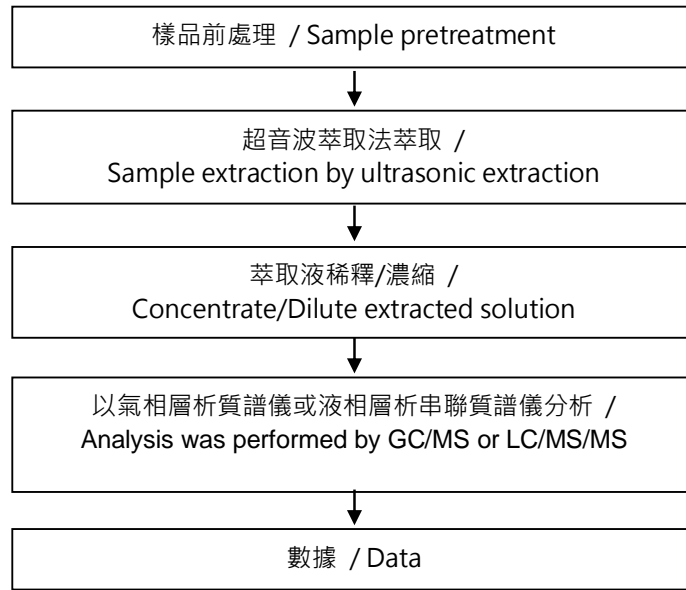 樣品前處理 / Sample pretreatment
超音波萃取法萃取 /
Sample extraction by ultrasonic extraction
萃取液稀釋/濃縮 /
Concentrate/Dilute extracted solution
以氣相層析質譜儀或液相層析串聯質譜儀分析 /
Analysis was performed by GC/MS or LC/MS/MS
數據 / Data